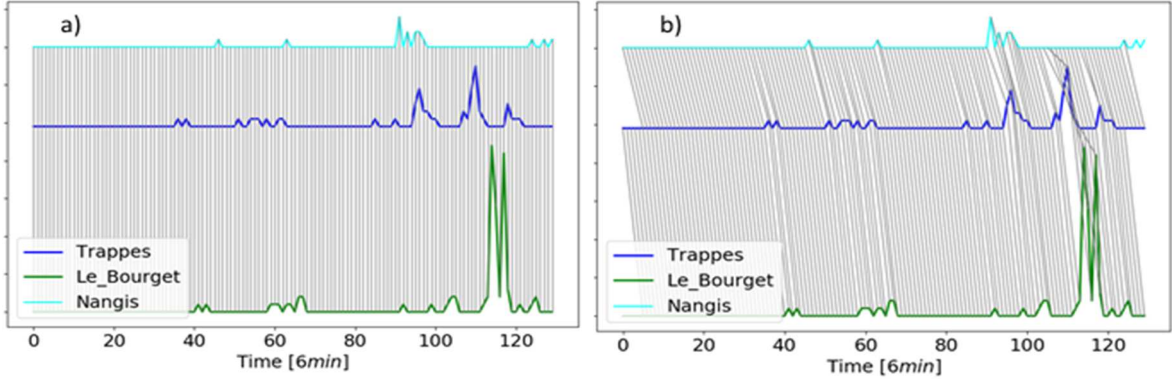 a)
Trappes
Le_Bourget
Nangis
0 20 40 60 80 100 120
Time [6min]
b)
Trappes
Le_Bourget
Nangis
0 20 40 60 80 100 120
Time [6min]